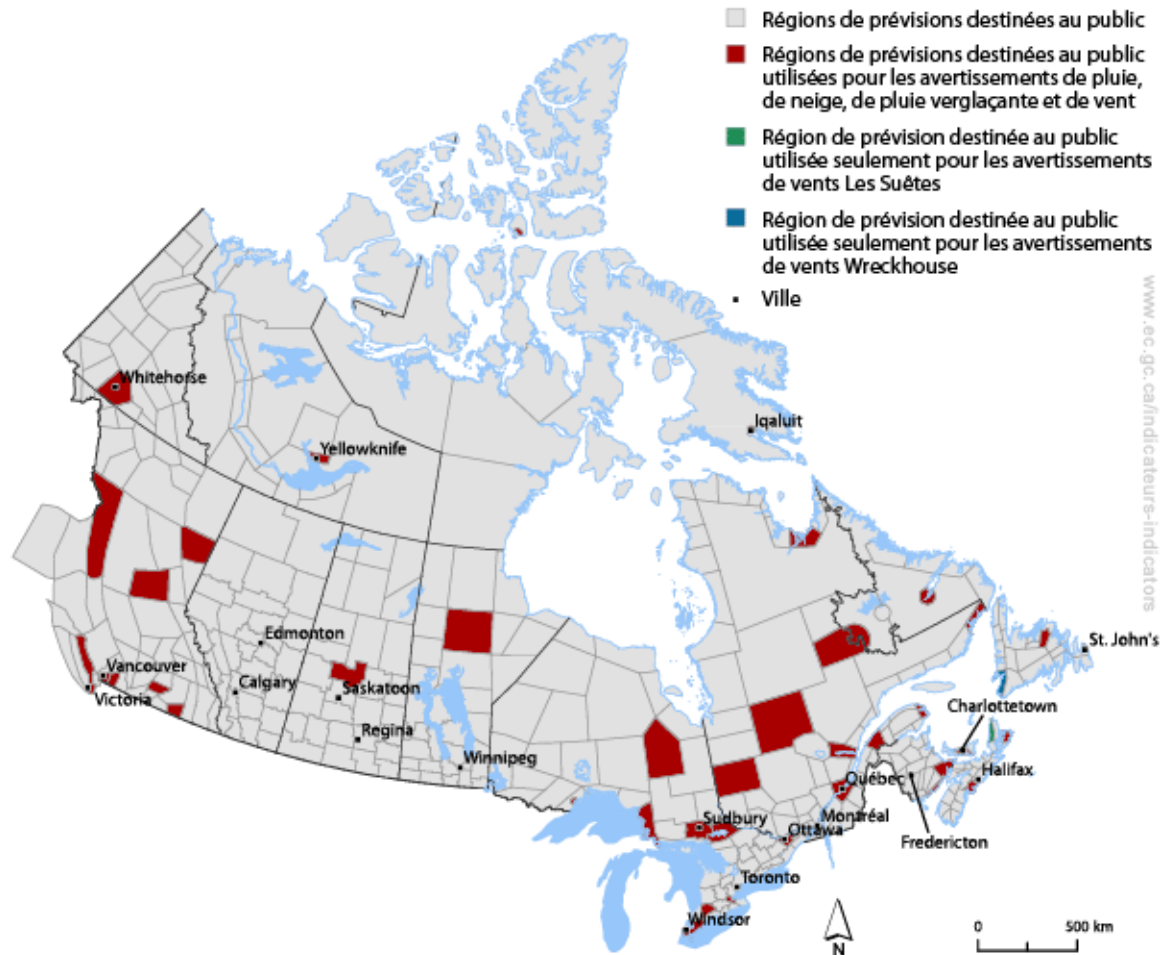 Régions de prévisions destinées au public
Régions de prévisions destinées au public
utilisées pour les avertissements de pluie,
de neige, de pluie verglaçante et de vent
Région de prévision destinée au public
utilisée seulement pour les avertissements
de vents Les Suêtes
Région de prévision destinée au public
utilisée seulement pour les avertissements
de vents Wreckhouse
Ville
www.ec.gc.ca/indicateurs-indicators
Whitehorse
Iqaluit
Yellowknife
Edmonton
St. John's
Vancouver
Calgary
Saskatoon
Victoria
Charlottetown
Regina
Winnipeg
Québec
Halifax
Sudbury
Montréal
Ottawa
Fredericton
Toronto
Windsor
0 500 km
N